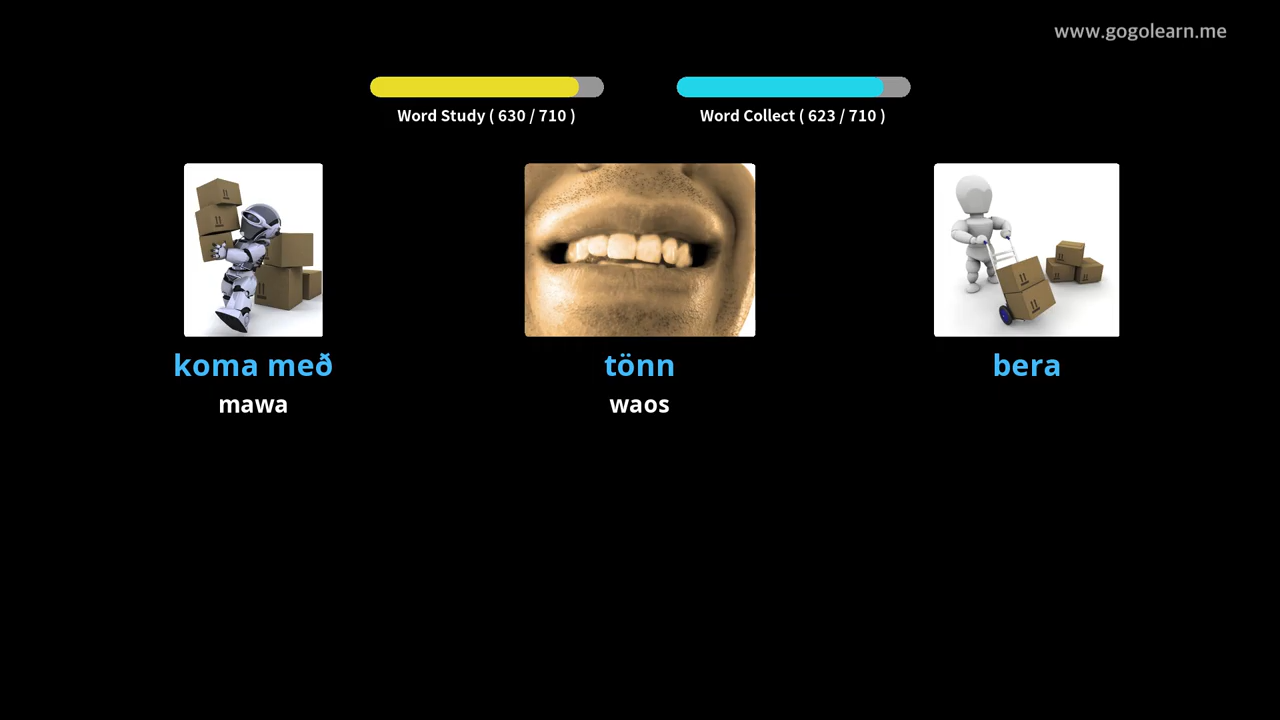 www.gogolearn.me
Word Study ( 630 / 710 )
Word Collect ( 623 / 710 )
koma með
mawa
tönn
waos
bera